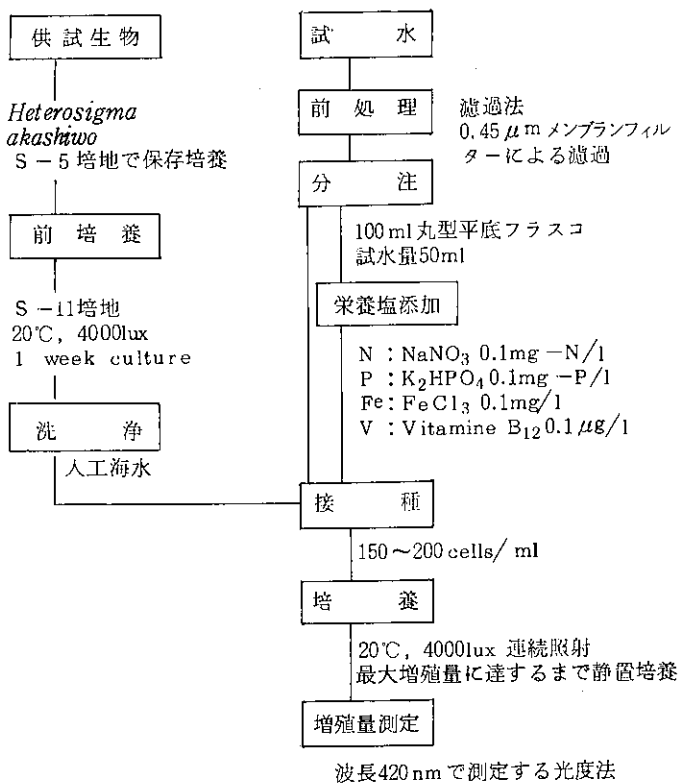 供試生物
Heterosigma
akashiwo
S－5培地で保存培養
前培養
S－11培地
20℃, 4000lux
1 week culture
洗浄
人工海水
試水
前処理
濾過法
0.45μmメンブランフィル
ターによる濾過
分注
100ml丸型平底フラスコ
試水量50ml
栄養塩添加
N：NaNO₃ 0.1mg－N/l
P：K₂HPO₄ 0.1mg－P/l
Fe：FeCl₃ 0.1mg/l
V：Vitamine B₁₂ 0.1μg/l
接種
150～200cells/ml
培養
20℃, 4000lux 連続照射
最大増殖量に達するまで静置培養
増殖量測定
波長420nmで測定する光度法